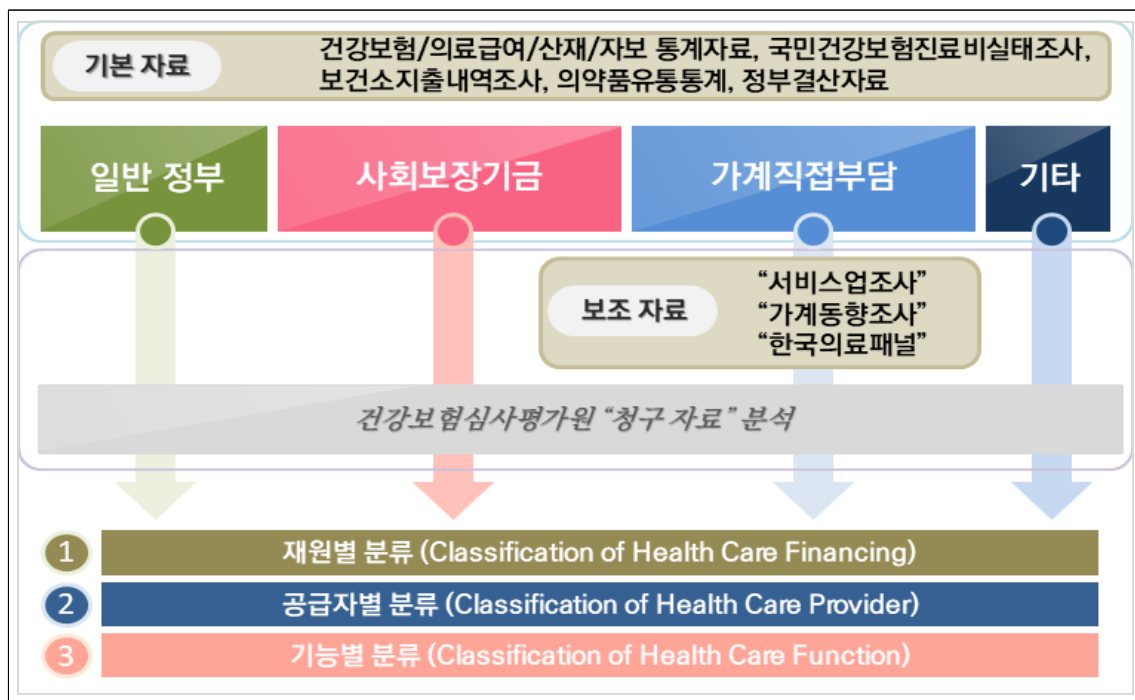 기본 자료
건강보험/의료급여/산재/자보 통계자료, 국민건강보험진료비실태조사,
보건소지출내역조사, 의약품유통통계, 정부결산자료
일반 정부
사회보장기금
가계직접부담
기타
보조 자료
“서비스업조사”
“가계동향조사”
“한국의료패널”
건강보험심사평가원 “청구 자료” 분석
1 재원별 분류 (Classification of Health Care Financing)
2 공급자별 분류 (Classification of Health Care Provider)
3 기능별 분류 (Classification of Health Care Function)